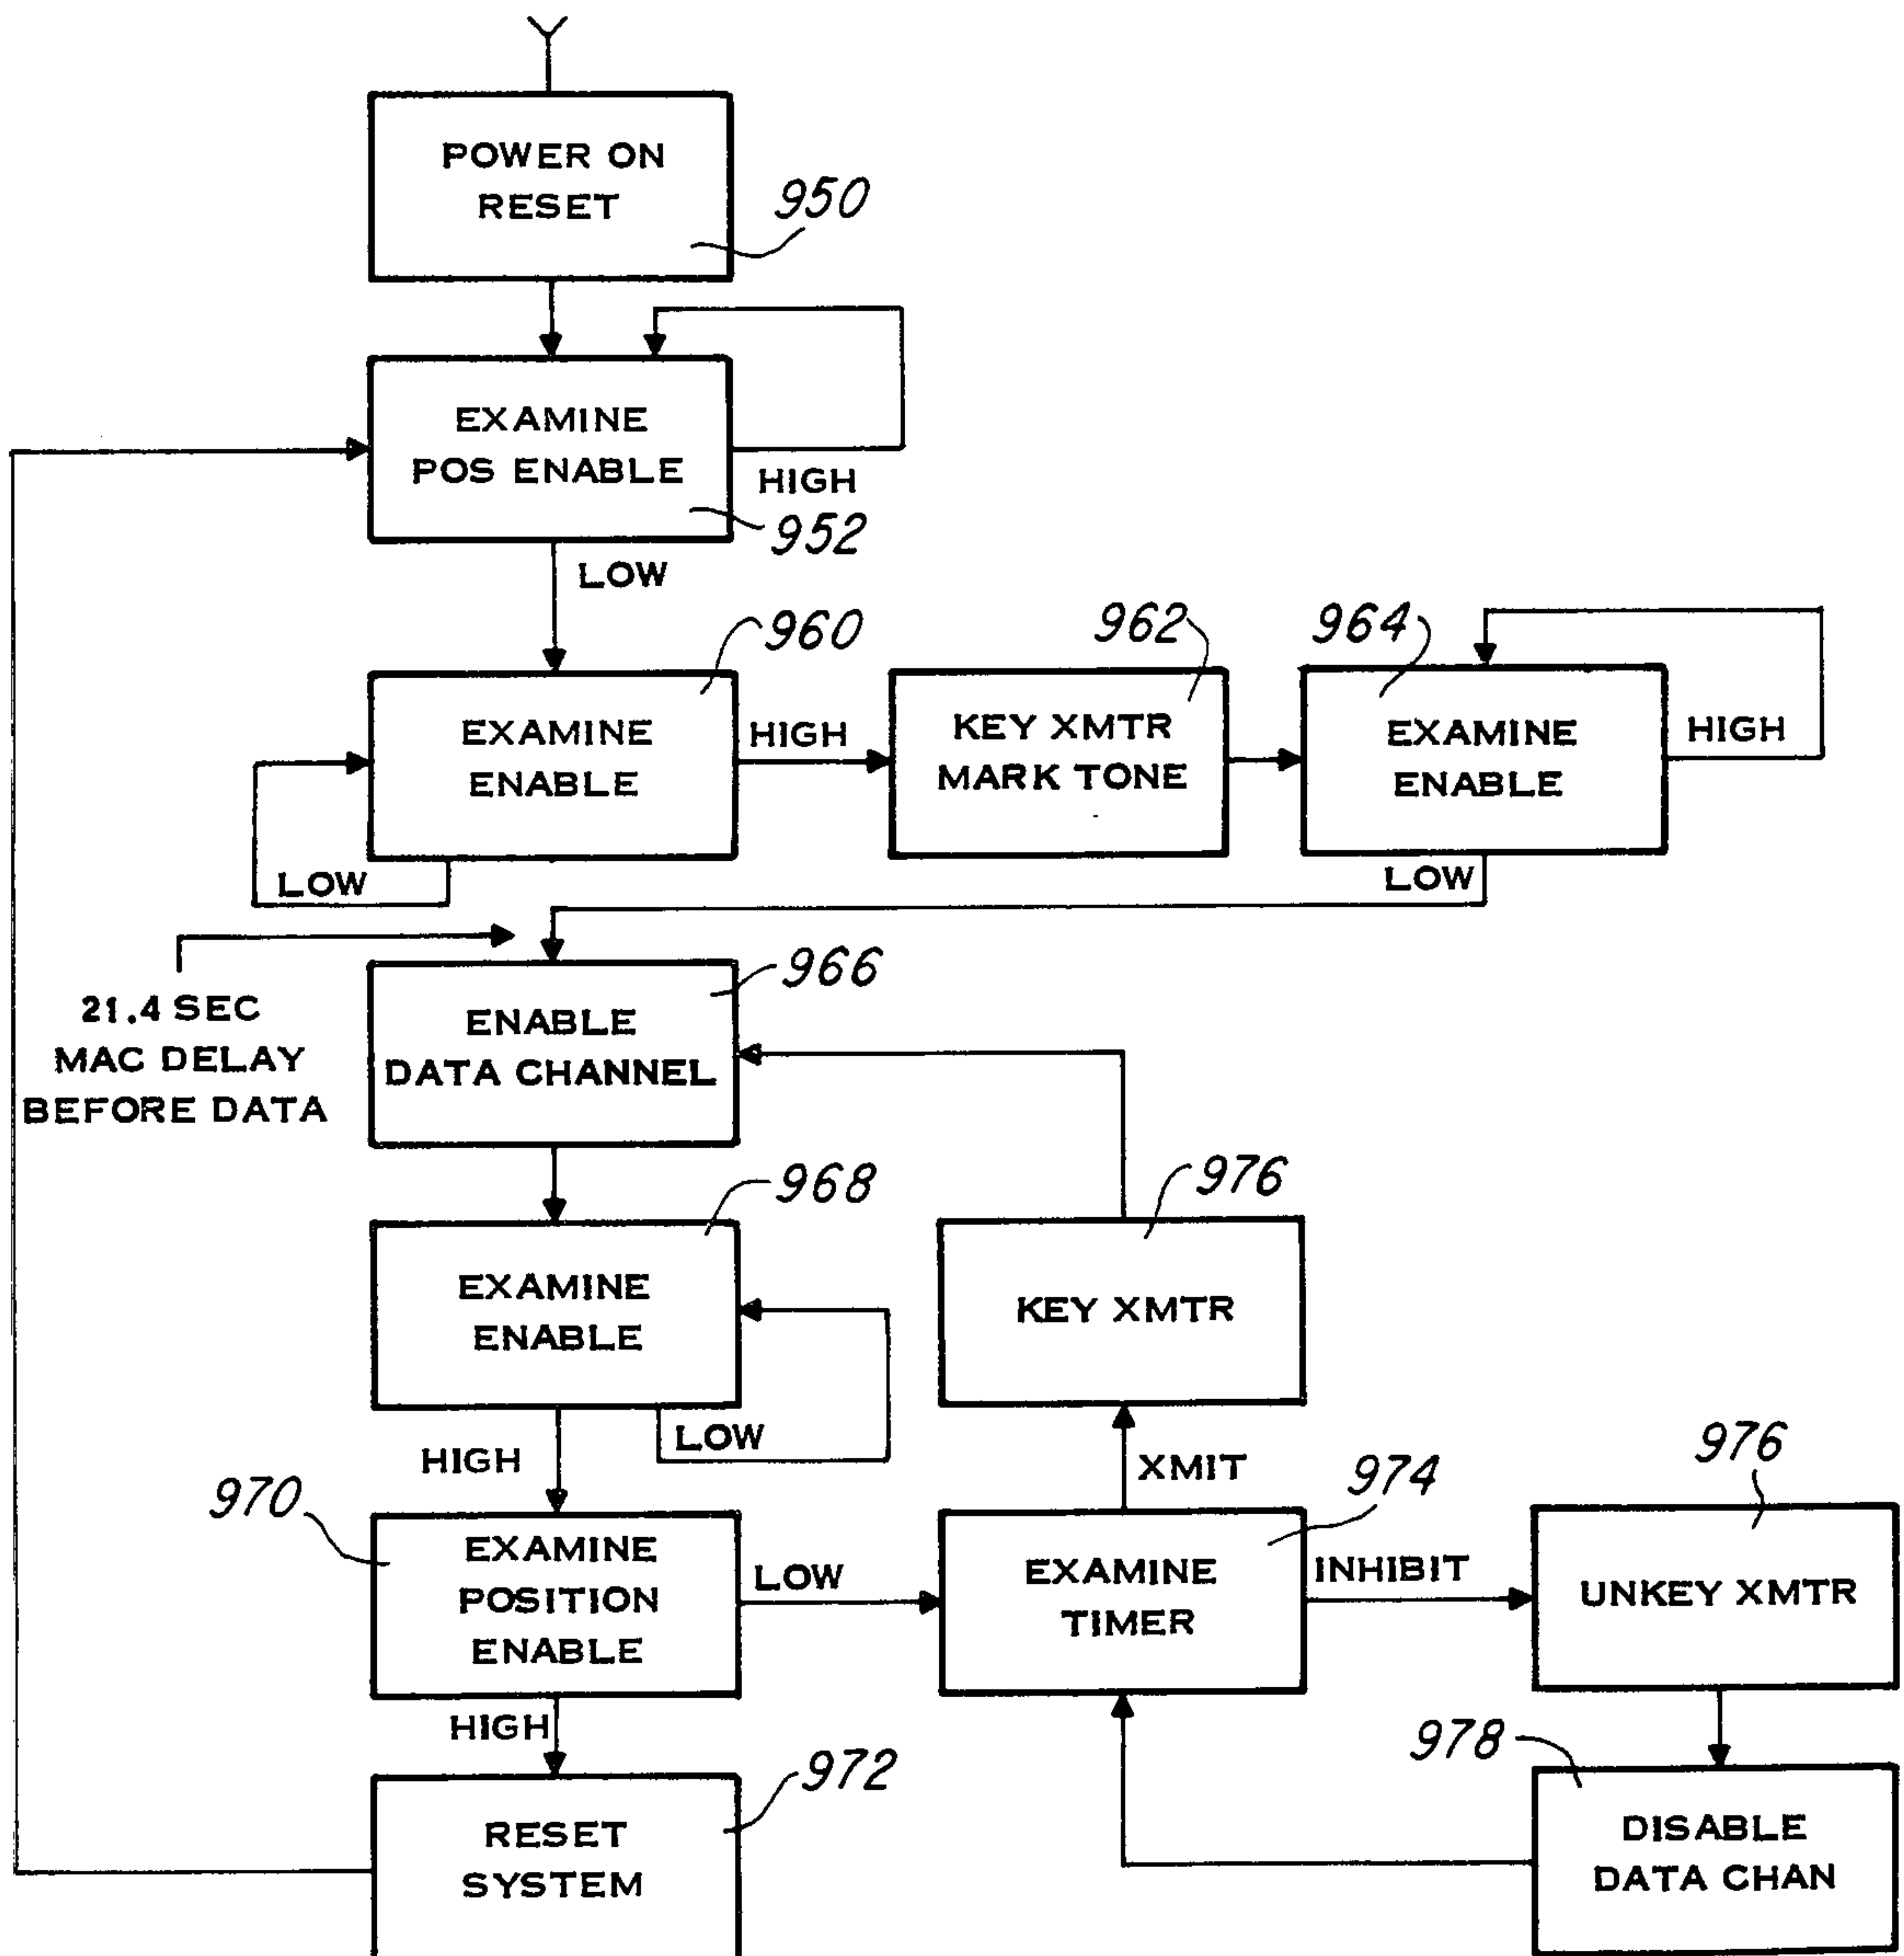 POWER ON
RESET
950
EXAMINE
POS ENABLE
952
HIGH
LOW
960
EXAMINE
ENABLE
LOW
HIGH
962
KEY XMTR
MARK TONE
964
EXAMINE
ENABLE
HIGH
LOW
21.4 SEC
MAC DELAY
BEFORE DATA
966
ENABLE
DATA CHANNEL
968
EXAMINE
ENABLE
LOW
HIGH
976
KEY XMTR
XMIT
970
EXAMINE
POSITION
ENABLE
LOW
HIGH
974
EXAMINE
TIMER
INHIBIT
976
UNKEY XMTR
972
RESET
SYSTEM
978
DISABLE
DATA CHAN